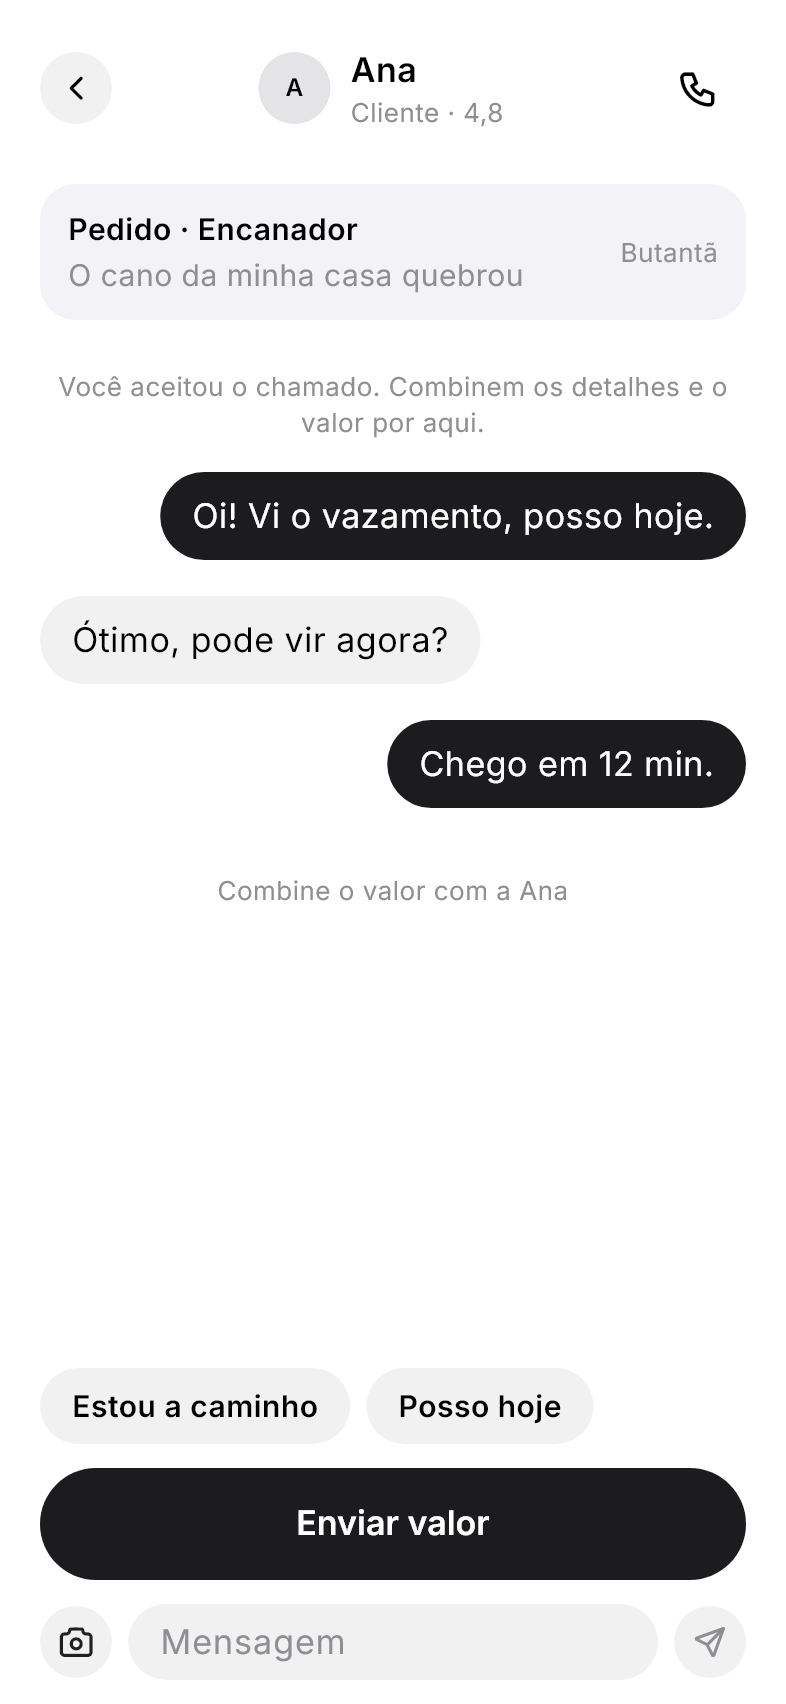 A
Ana
Cliente · 4,8
Pedido · Encanador
O cano da minha casa quebrou
Butantã
Você aceitou o chamado. Combinem os detalhes e o
valor por aqui.
Oi! Vi o vazamento, posso hoje.
Ótimo, pode vir agora?
Chego em 12 min.
Combine o valor com a Ana
Estou a caminho
Posso hoje
Enviar valor
Mensagem